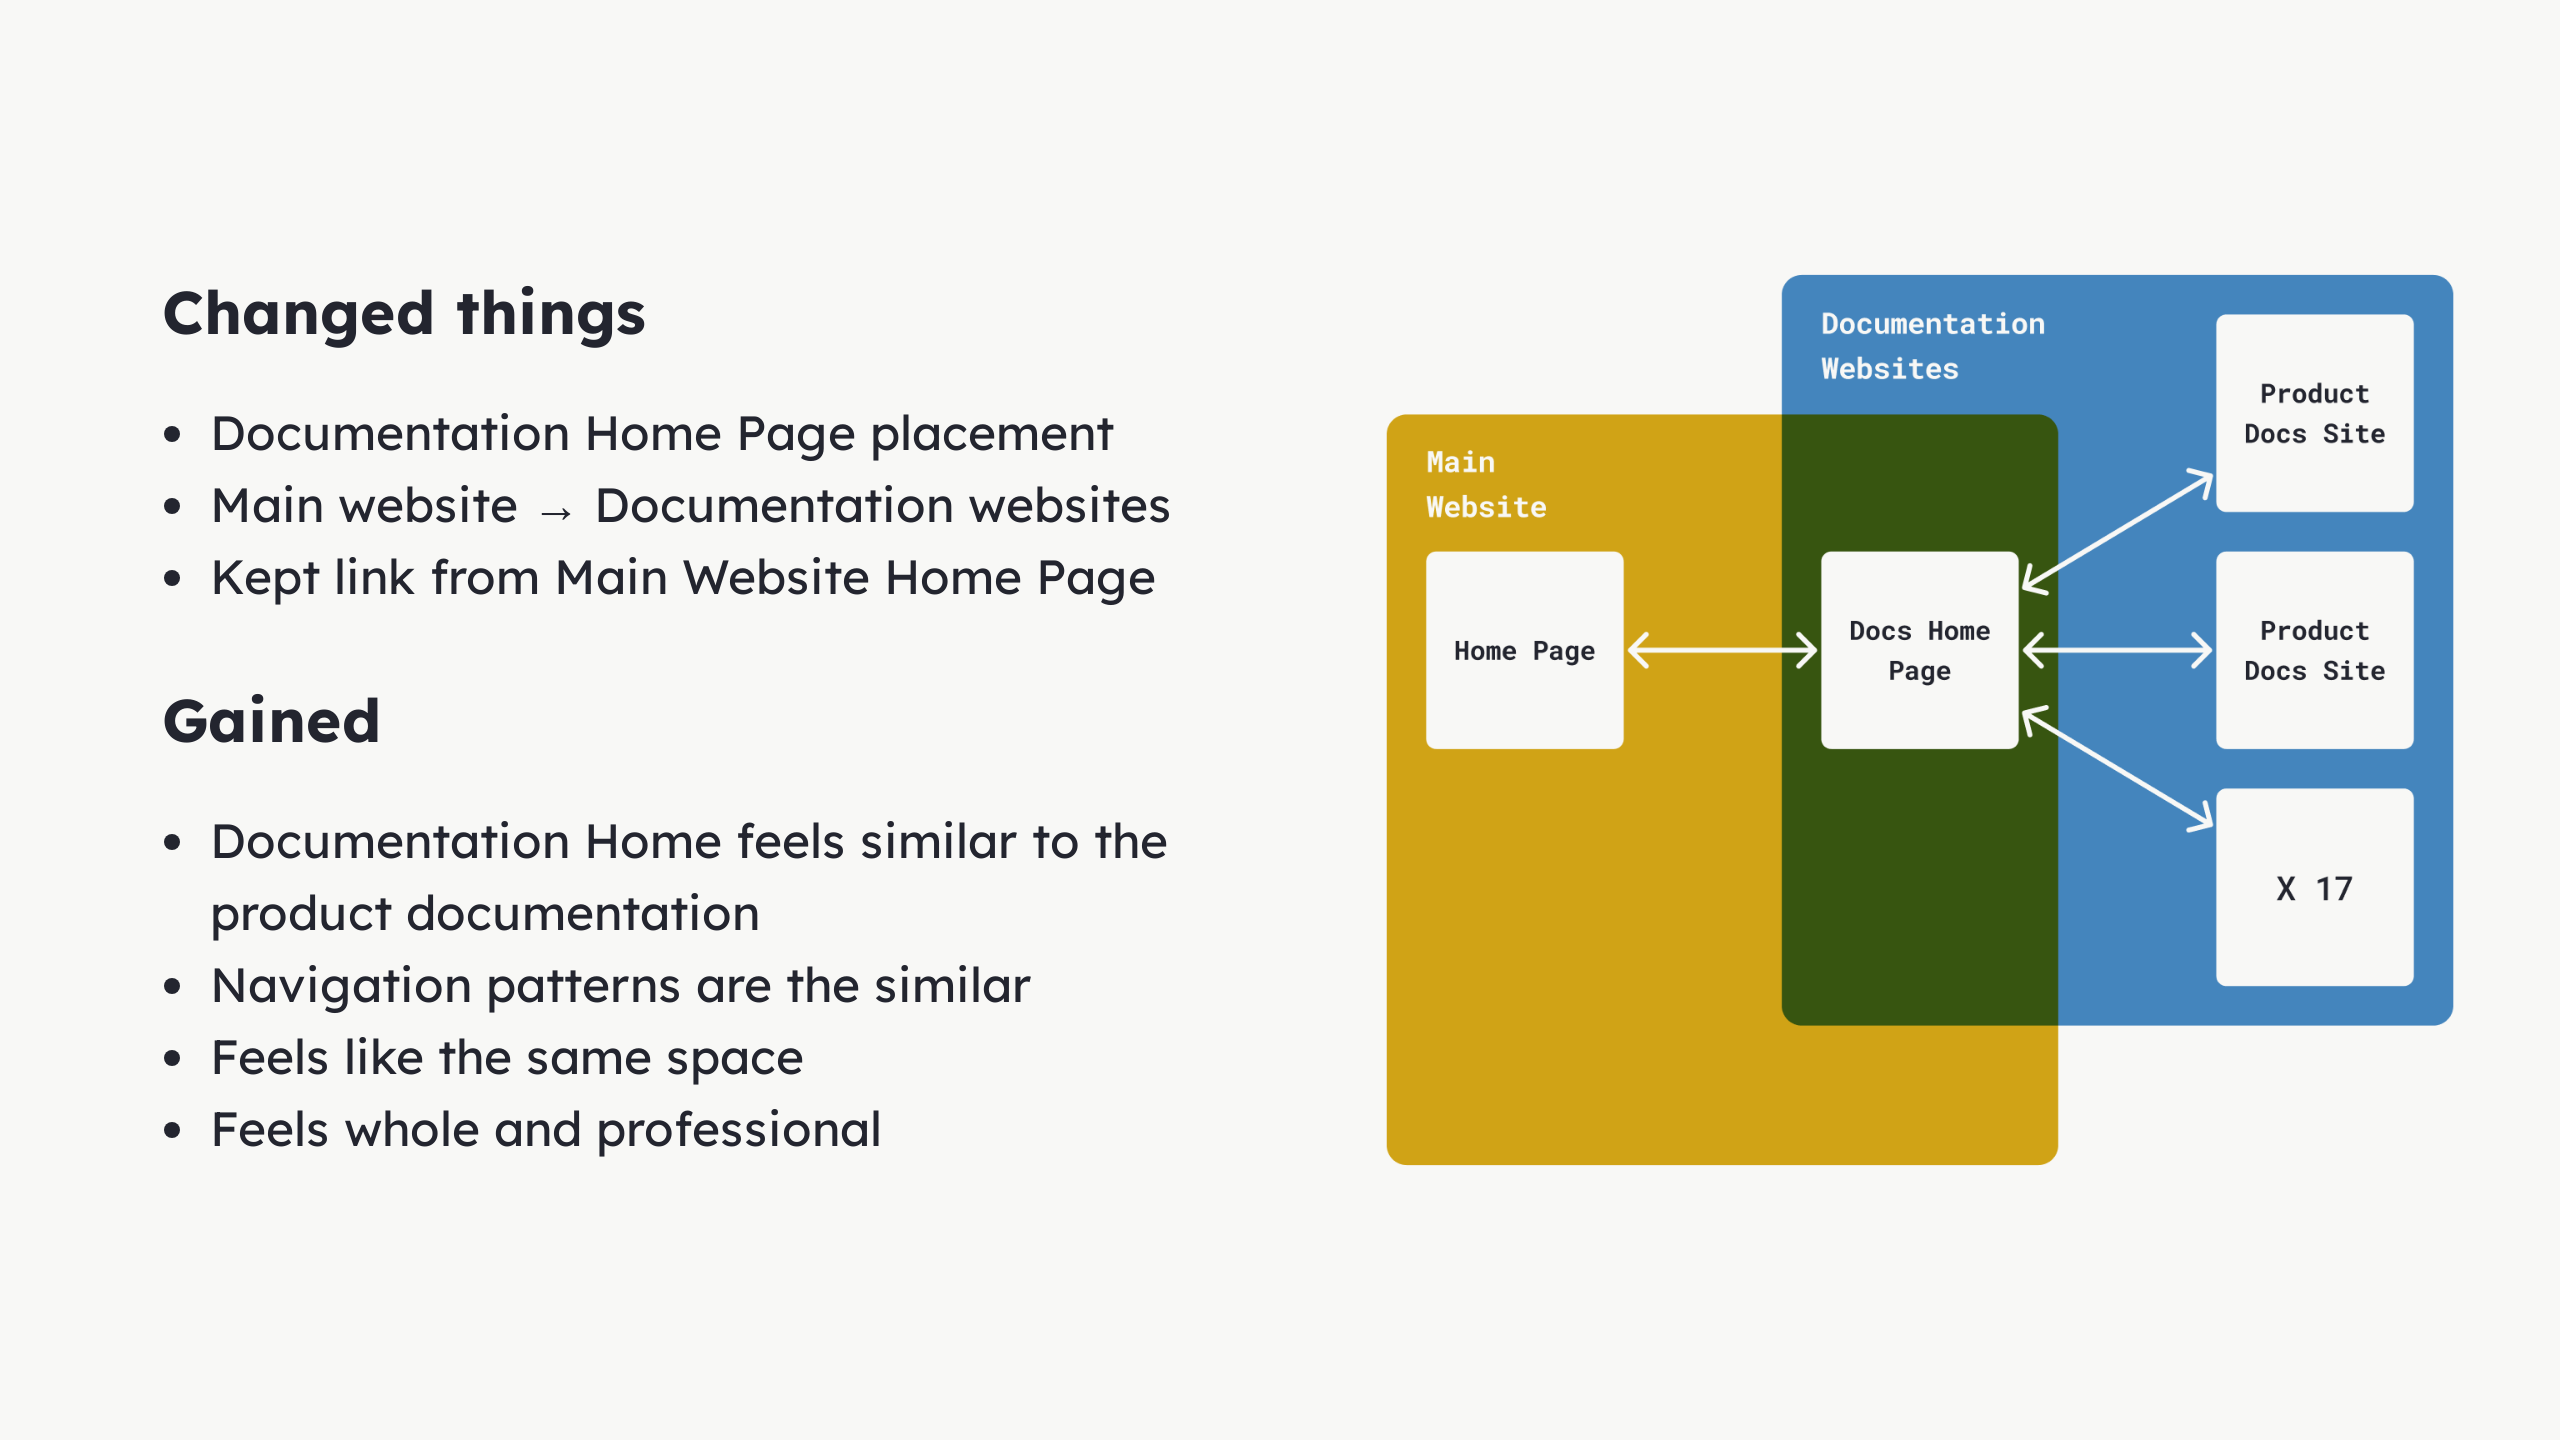 Changed things
• Documentation Home Page placement
• Main website → Documentation websites
• Kept link from Main Website Home Page
Gained
• Documentation Home feels similar to the
product documentation
• Navigation patterns are the similar
• Feels like the same space
• Feels whole and professional
Documentation
Websites
Main
Website
Home Page
Docs Home
Page
Product
Docs Site
Product
Docs Site
X 17